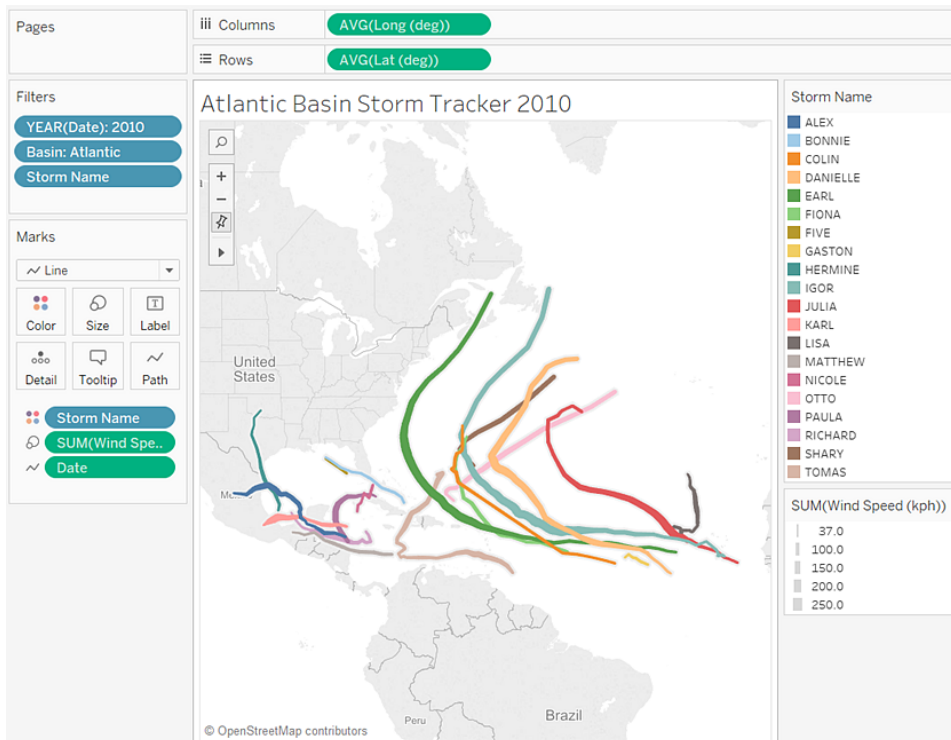 Pages
iii Columns
AVG(Long (deg))
Rows
AVG(Lat (deg))
Filters
YEAR(Date): 2010
Basin: Atlantic
Storm Name
Marks
Line
Color
Size
Label
Detail
Tooltip
Path
Storm Name
SUM(Wind Spe..
Date
Atlantic Basin Storm Tracker 2010
United
States
Peru
Brazil
© OpenStreetMap contributors
Storm Name
ALEX
BONNIE
COLIN
DANIELLE
EARL
FIONA
FIVE
GASTON
HERMINE
IGOR
JULIA
KARL
LISA
MATTHEW
NICOLE
OTTO
PAULA
RICHARD
SHARY
TOMAS
SUM(Wind Speed (kph))
37.0
100.0
150.0
200.0
250.0